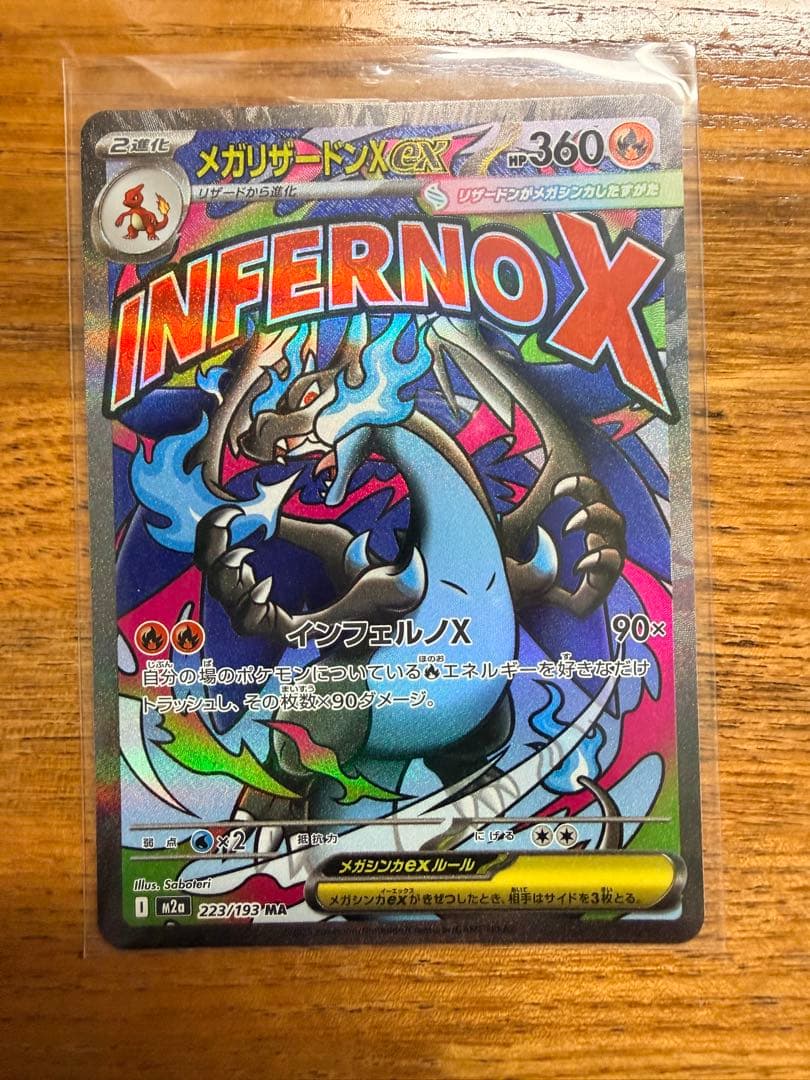 2進化
メガリザードンXex
HP360
リザードから進化
リザードンがメガシンカしたすがた
INFERNO X
インフェルノX 90×
自分の場のポケモンについているエネルギーを好きなだけ
トラッシュし、その枚数×90ダメージ。
弱点 ×2 抵抗力 にげる
メガシンカexルール
メガシンカexがきぜつしたとき、相手はサイドを3枚とる。
Illus. Saboteri
I m2a 223/193 MA